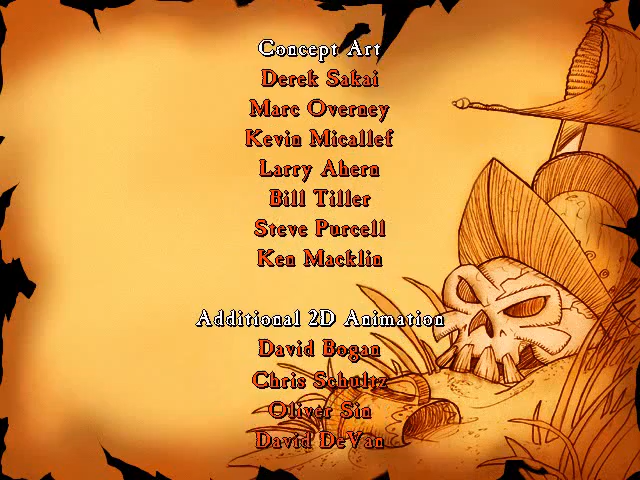 Concept Art
Derek Sakai
Marc Overney
Kevin Micallef
Larry Ahern
Bill Tiller
Steve Purcell
Ken Macklin
Additional 2D Animation
David Bogan
Chris Schultz
Oliver Sin
David DeVan